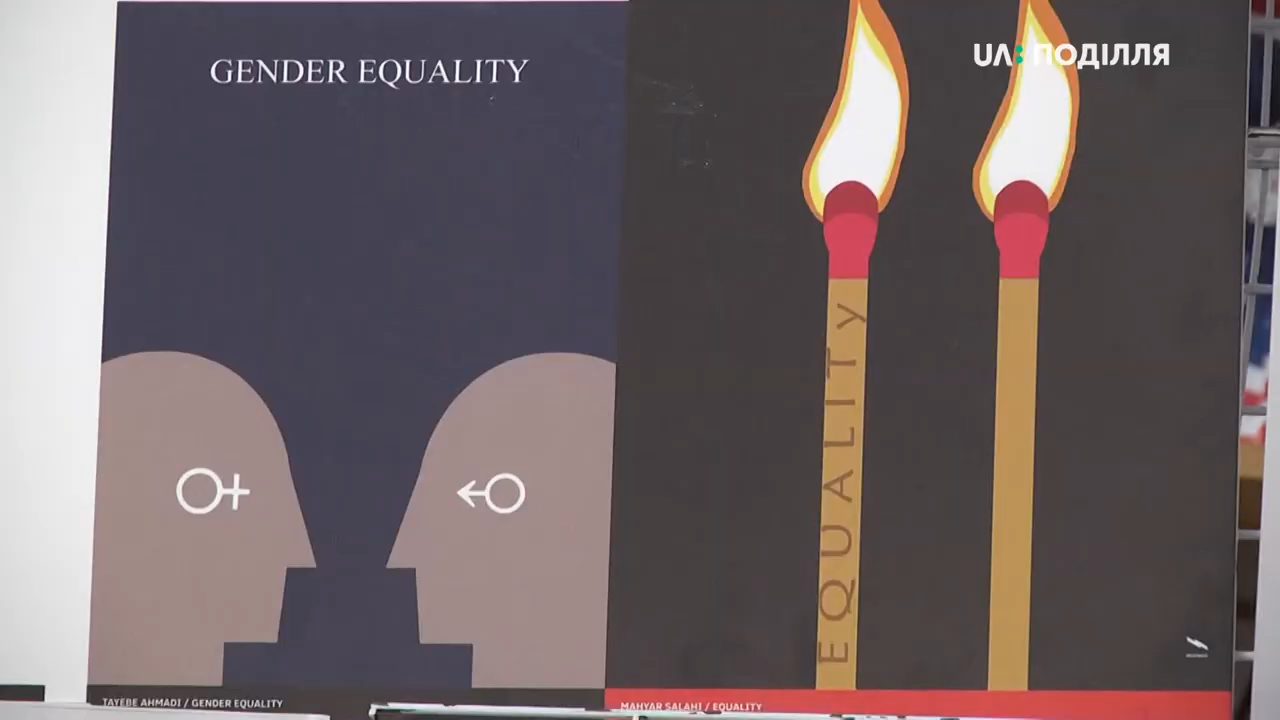 UA: ПОДІЛЛЯ
GENDER EQUALITY
EQUALITY
TAYEBE AHMADI / GENDER EQUALITY
MAHYAR SALAHI / EQUALITY